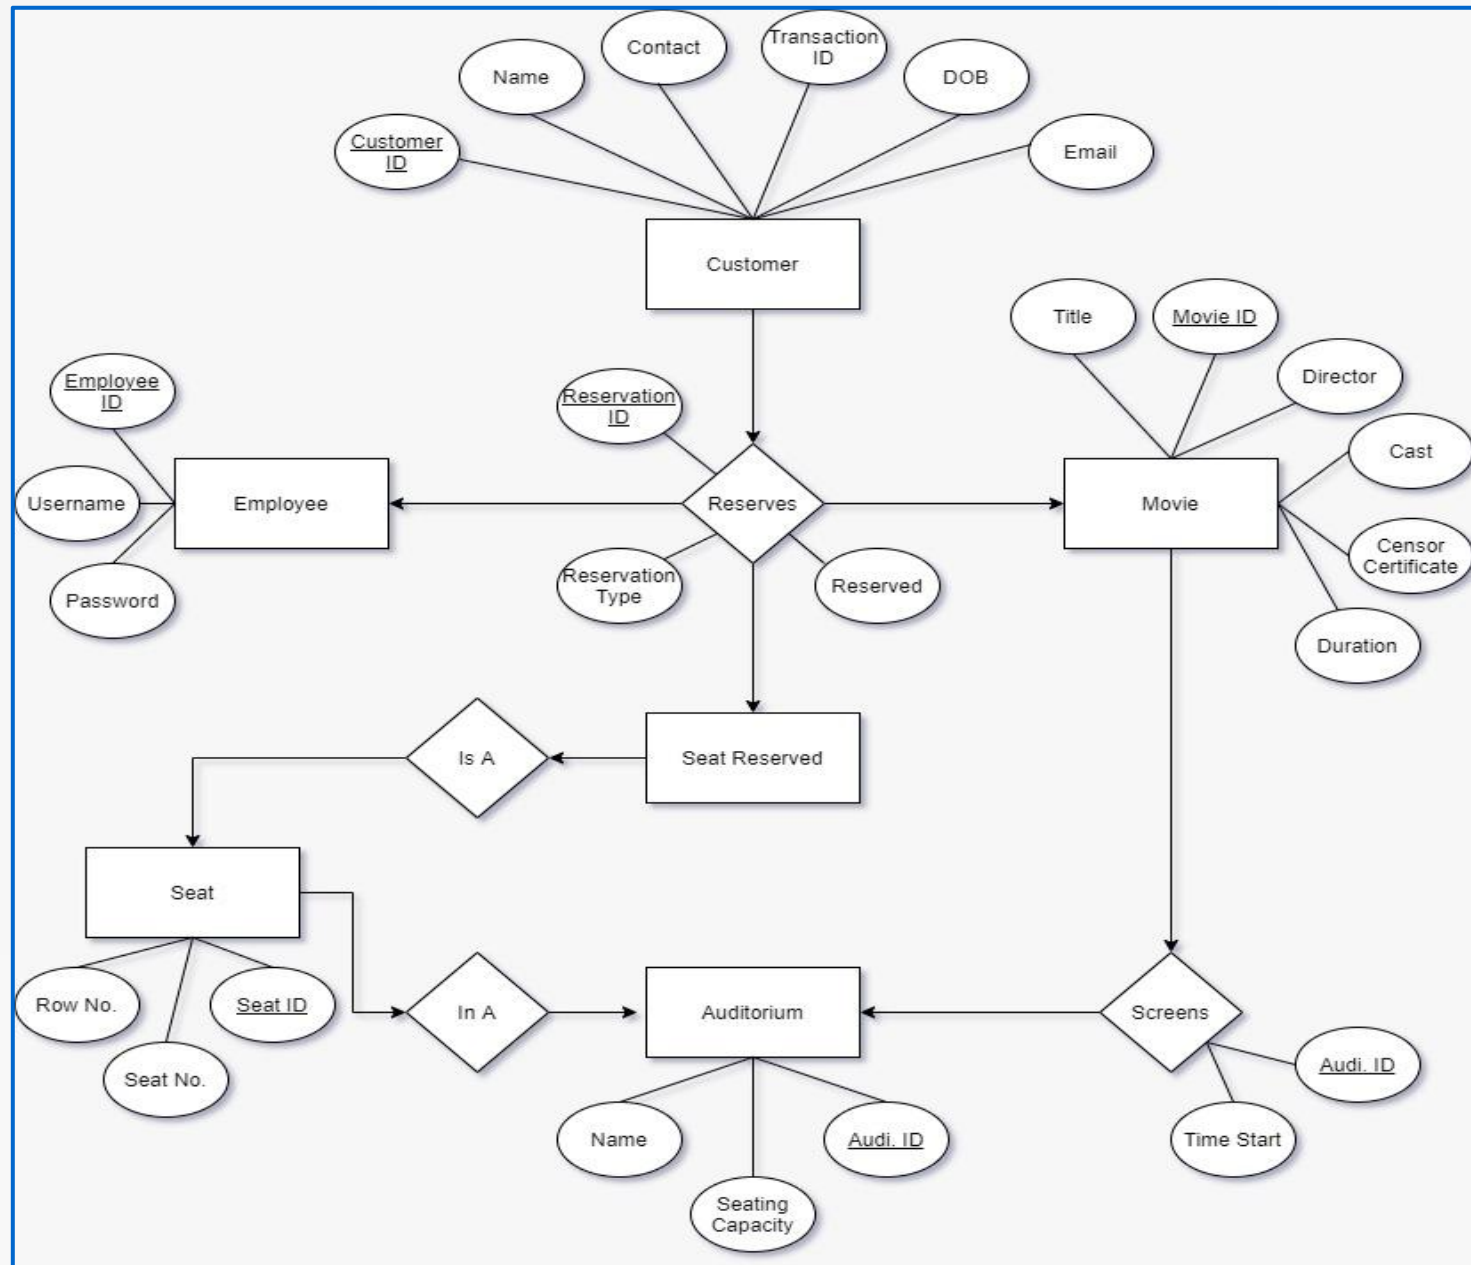 Contact
Transaction
ID
Name
DOB
Customer
ID
Email
Customer
Title
Movie ID
Director
Employee
ID
Reservation
ID
Cast
Username
Employee
Reserves
Movie
Censor
Certificate
Reservation
Type
Reserved
Password
Duration
Is A
Seat Reserved
Seat
Row No.
Seat ID
Seat No.
In A
Auditorium
Screens
Audi. ID
Name
Audi. ID
Time Start
Seating
Capacity